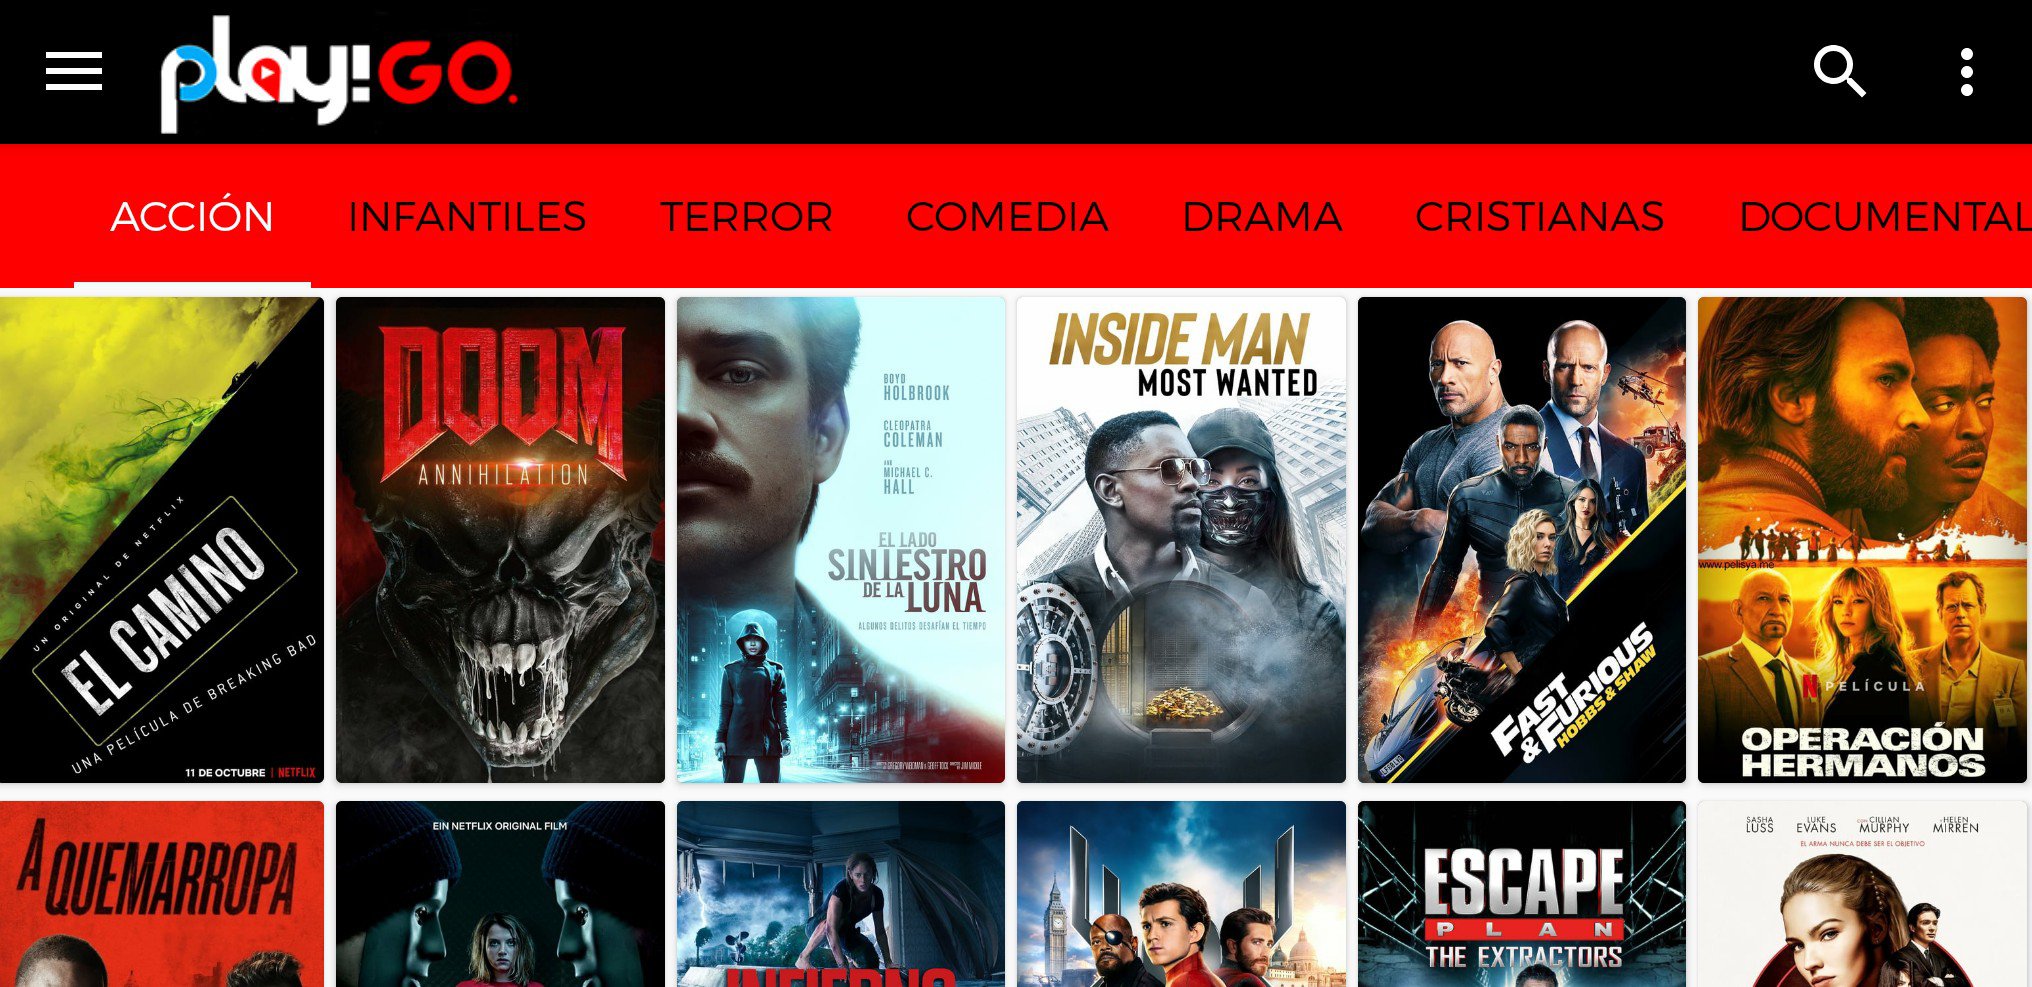 play!GO.
ACCIÓN
INFANTILES
TERROR
COMEDIA
DRAMA
CRISTIANAS
DOCUMENTAL
UN ORIGINAL DE NETFLIX
EL CAMINO
UNA PELÍCULA DE BREAKING BAD
11 DE OCTUBRE | NETFLIX
DOOM
ANNIHILATION
BOYD
HOLBROOK
CLEOPATRA
COLEMAN
AND
MICHAEL C.
HALL
EL LADO
SINIESTRO
DE LA LUNA
ALGUNOS DELITOS DESAFÍAN EL TIEMPO
INSIDE MAN
MOST WANTED
FAST
& FURIOUS
HOBBS & SHAW
www.pelisya.me
N PELÍCULA
OPERACIÓN
HERMANOS
A QUEMARROPA
EIN NETFLIX ORIGINAL FILM
INFIERNO
ESCAPE
PLAN
THE EXTRACTORS
SASHA LUSS
LUKE EVANS
CON CILLIAN MURPHY
Y HELEN MIRREN
EL ARMA NUNCA DEBE SER EL OBJETIVO